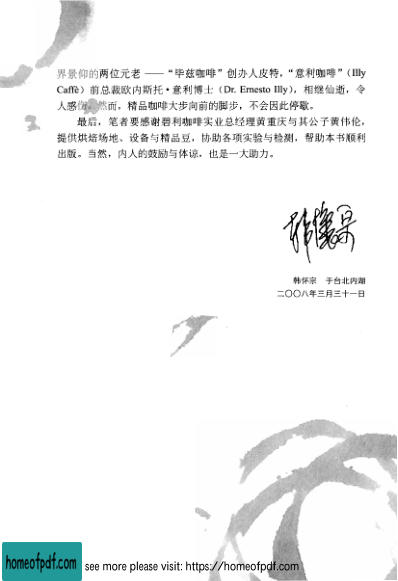 界景仰的两位元老 ——“毕兹咖啡”创办人皮特，“意利咖啡”（Illy
Caffè）前总裁欧内斯托·意利博士（Dr. Ernesto Illy），相继仙逝，令
人感伤。然而，精品咖啡大步向前的脚步，不会因此停歇。
最后，笔者要感谢碧利咖啡实业总经理黄重庆与其公子黄伟伦，
提供烘焙场地、设备与精品豆，协助各项实验与检测，帮助本书顺利
出版。当然，内人的鼓励与体谅，也是一大助力。
韩怀宗
韩怀宗 于台北内湖
二〇〇八年三月三十一日
homeofpdf.com
see more please visit: https://homeofpdf.com